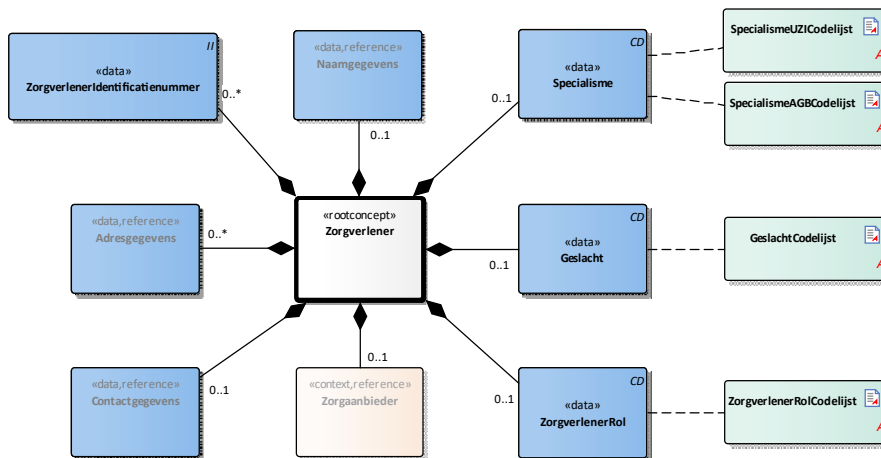 II
«data»
ZorgverlenerIdentificatienummer
0..*
«data,reference»
Naamgegevens
0..1
CD
«data»
Specialisme
0..1
SpecialismeUZICodelijst
A
SpecialismeAGBCodelijst
A
«data,reference»
Adresgegevens
0..*
«rootconcept»
Zorgverlener
CD
«data»
Geslacht
0..1
GeslachtCodelijst
A
«data,reference»
Contactgegevens
0..1
«context,reference»
Zorgaanbieder
0..1
CD
«data»
ZorgverlenerRol
0..1
ZorgverlenerRolCodelijst
A